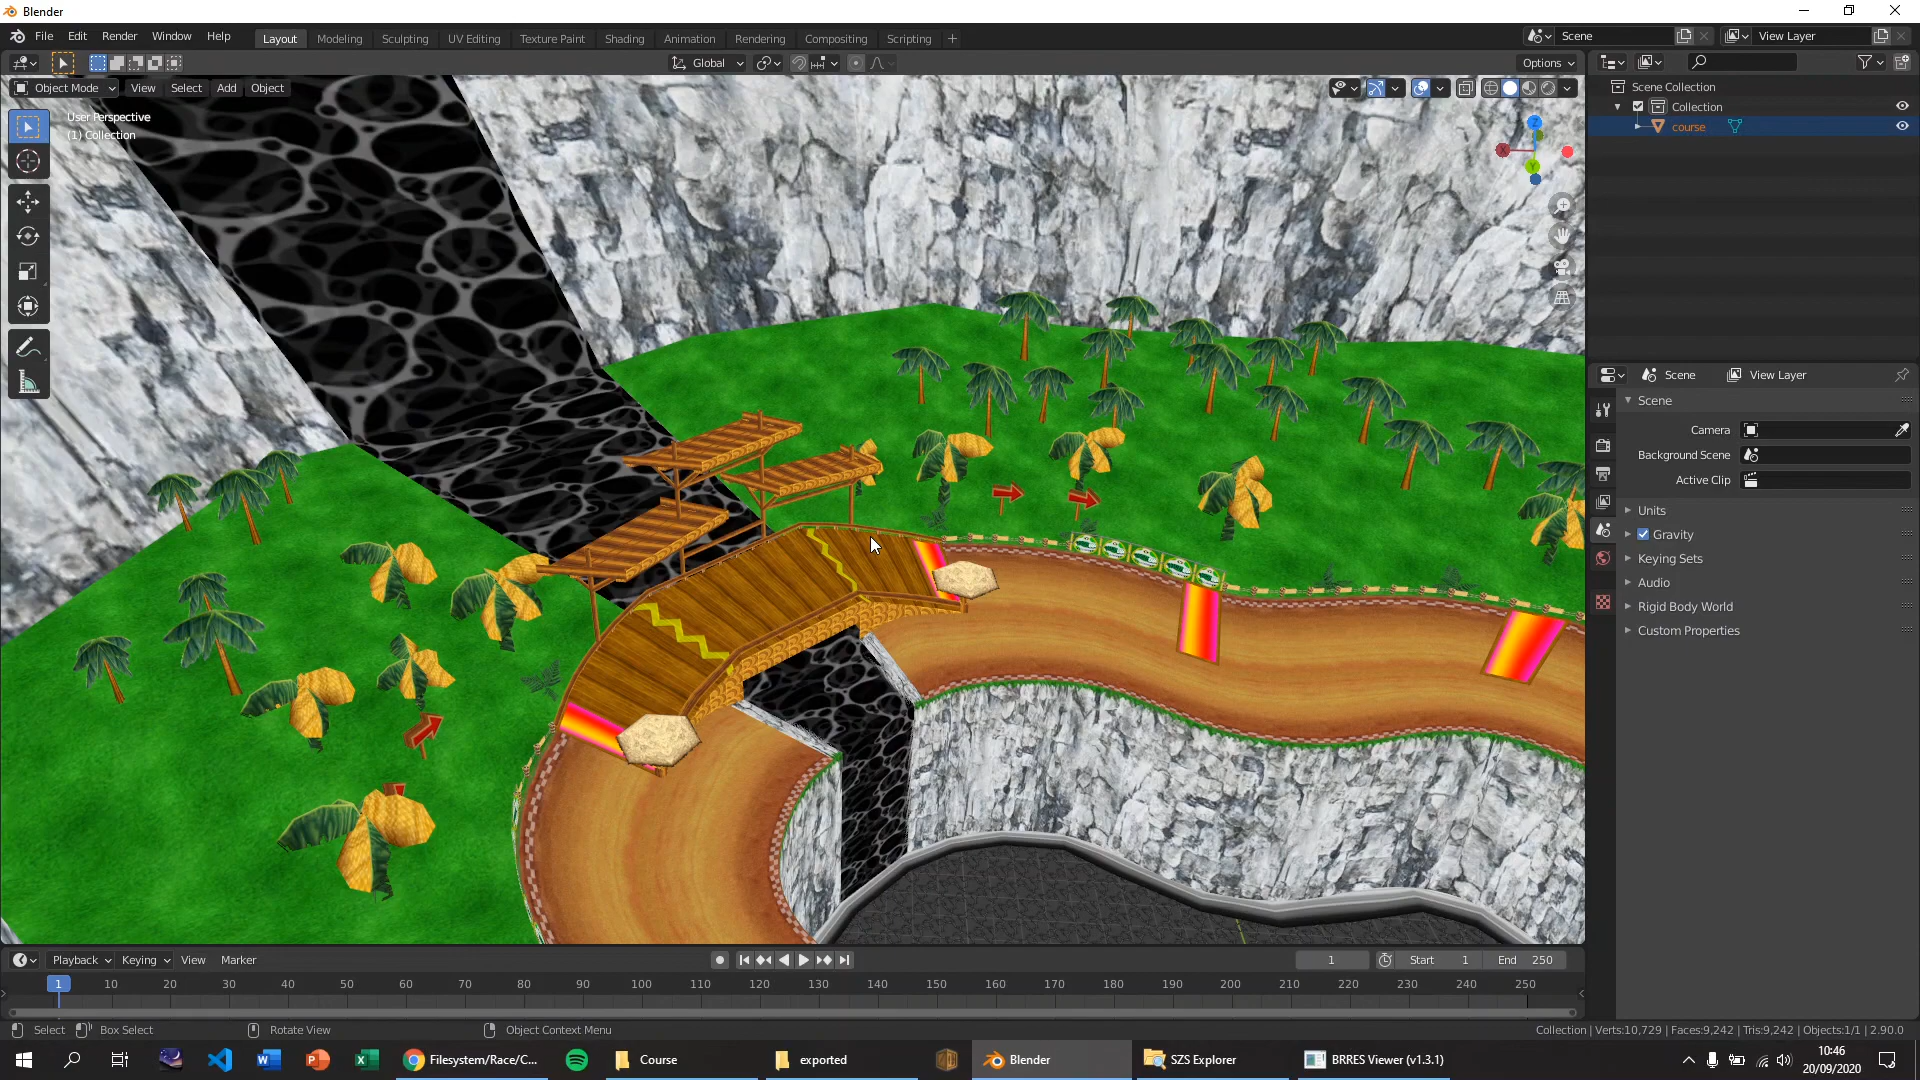 Blender
File Edit Render Window Help
Layout Modeling Sculpting UV Editing Texture Paint Shading Animation Rendering Compositing Scripting +
Scene View Layer
Global Options
Object Mode View Select Add Object
User Perspective
(1) Collection
Z
X
Y
Scene Collection
Collection
course
Scene View Layer
Scene
Camera
Background Scene
Active Clip
Units
Gravity
Keying Sets
Audio
Rigid Body World
Custom Properties
Playback Keying View Marker
1 Start 1 End 250
1 10 20 30 40 50 60 70 80 90 100 110 120 130 140 150 160 170 180 190 200 210 220 230 240 250
Select Box Select Rotate View Object Context Menu
Collection | Verts:10,729 | Faces:9,242 | Tris:9,242 | Objects:1/1 | 2.90.0
Filesystem/Race/C... Course exported Blender SZS Explorer BRRES Viewer (v1.3.1)
10:46
20/09/2020